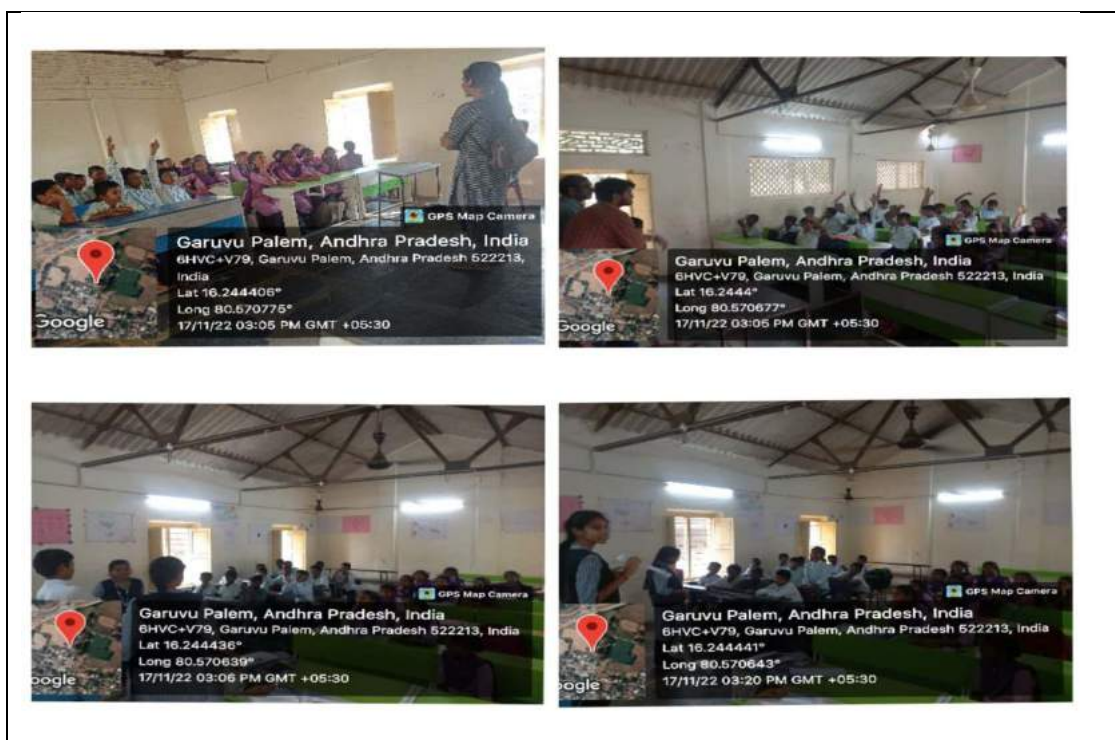 GPS Map Camera
Garuvu Palem, Andhra Pradesh, India
6HVC+V79, Garuvu Palem, Andhra Pradesh 522213,
India
Lat 16.244406°
Long 80.570775°
17/11/22 03:05 PM GMT +05:30
Google
GPS Map Camera
Garuvu Palem, Andhra Pradesh, India
6HVC+V79, Garuvu Palem, Andhra Pradesh 522213, India
Lat 16.2444°
Long 80.570677°
17/11/22 03:05 PM GMT +05:30
Google
GPS Map Camera
Garuvu Palem, Andhra Pradesh, India
6HVC+V79, Garuvu Palem, Andhra Pradesh 522213, India
Lat 16.244436°
Long 80.570639°
17/11/22 03:06 PM GMT +05:30
oogle
GPS Map Camera
Garuvu Palem, Andhra Pradesh, India
6HVC+V79, Garuvu Palem, Andhra Pradesh 522213, India
Lat 16.244441°
Long 80.570643°
17/11/22 03:20 PM GMT +05:30
oogle